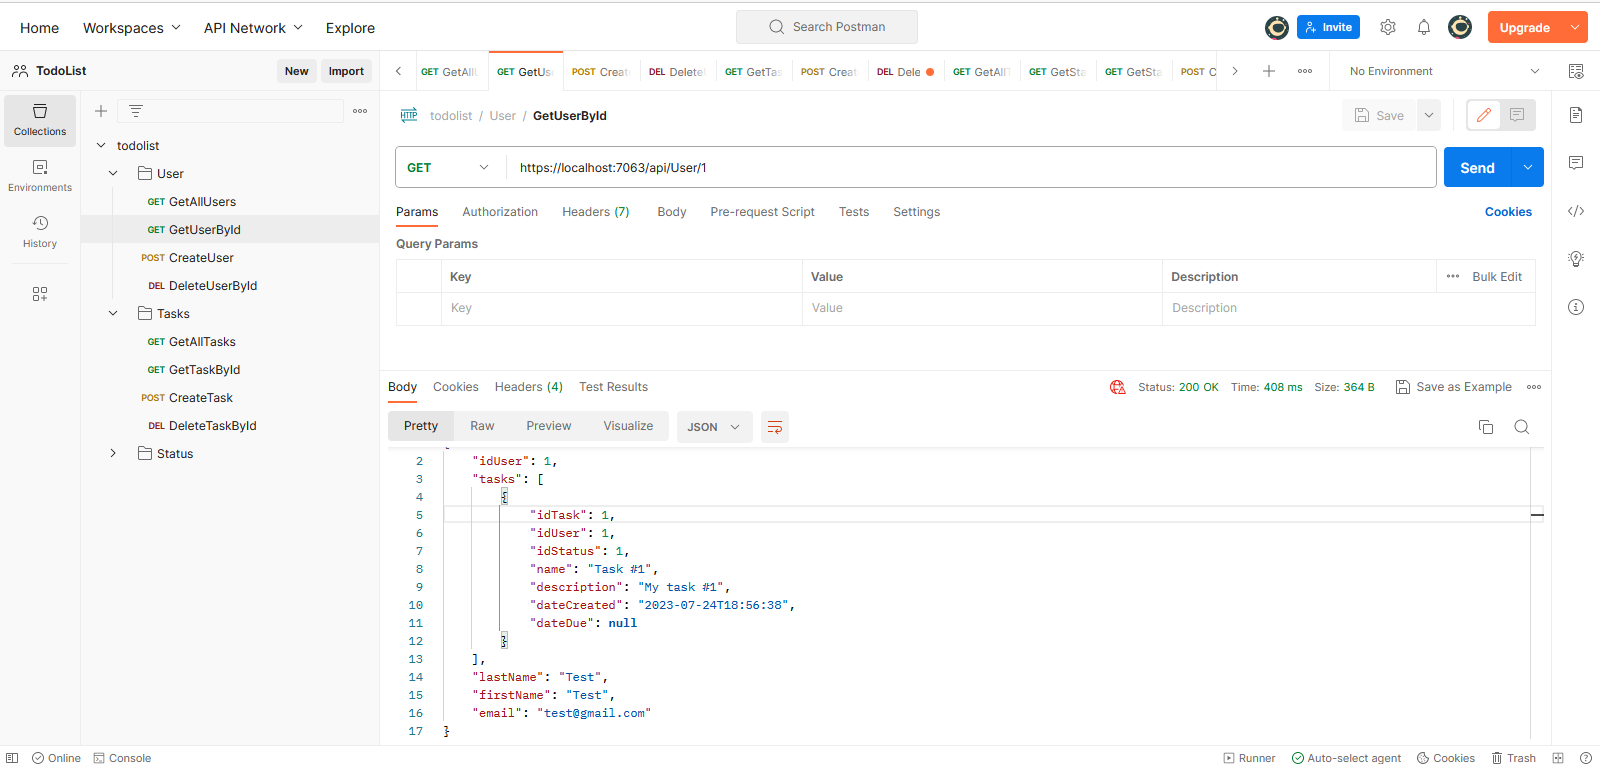 Home Workspaces API Network Explore Search Postman Invite Upgrade
TodoList New Import GET GetAllU GET GetUs POST Creat DEL Delete GET GetTas POST Creat DEL Dele GET GetAllT GET GetSta GET GetSta POST C No Environment
Collections
Environments
History
todolist
User
GET GetAllUsers
GET GetUserById
POST CreateUser
DEL DeleteUserById
Tasks
GET GetAllTasks
GET GetTaskById
POST CreateTask
DEL DeleteTaskById
Status
HTTP todolist / User / GetUserById Save
GET https://localhost:7063/api/User/1 Send
Params Authorization Headers (7) Body Pre-request Script Tests Settings Cookies
Query Params
Key Value Description Bulk Edit
Key Value Description
Body Cookies Headers (4) Test Results Status: 200 OK Time: 408 ms Size: 364 B Save as Example
Pretty Raw Preview Visualize JSON
2 "idUser": 1,
3 "tasks": [
4 {
5 "idTask": 1,
6 "idUser": 1,
7 "idStatus": 1,
8 "name": "Task #1",
9 "description": "My task #1",
10 "dateCreated": "2023-07-24T18:56:38",
11 "dateDue": null
12 }
13 ],
14 "lastName": "Test",
15 "firstName": "Test",
16 "email": "test@gmail.com"
17 }
Online Console Runner Auto-select agent Cookies Trash